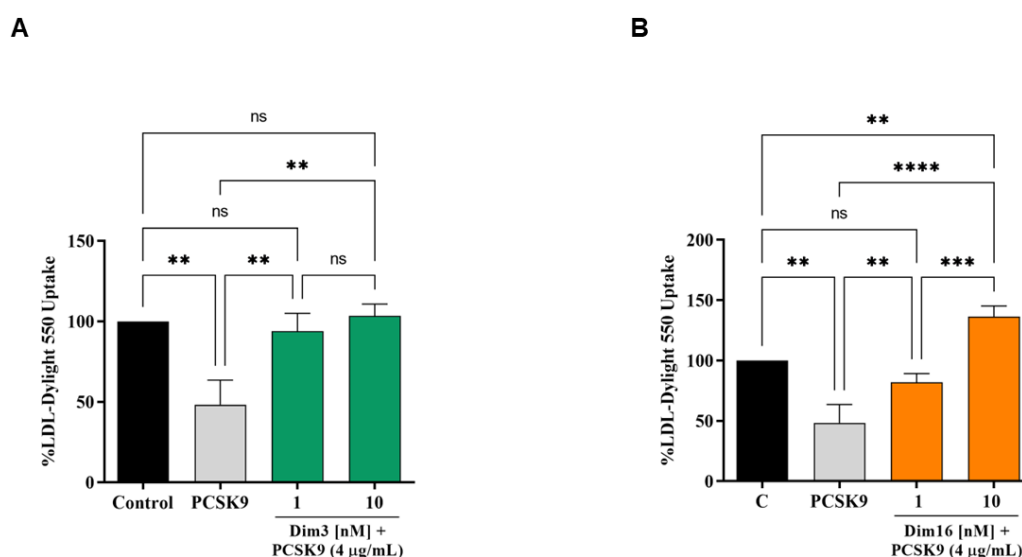 A
ns
**
ns
**
**
ns
%LDL-Dylight 550 Uptake
150
100
50
0
Control
PCSK9
1
10
Dim3 [nM] +
PCSK9 (4 µg/mL)
B
**
****
ns
**
**
***
%LDL-Dylight 550 Uptake
200
150
100
50
0
C
PCSK9
1
10
Dim16 [nM] +
PCSK9 (4 µg/mL)